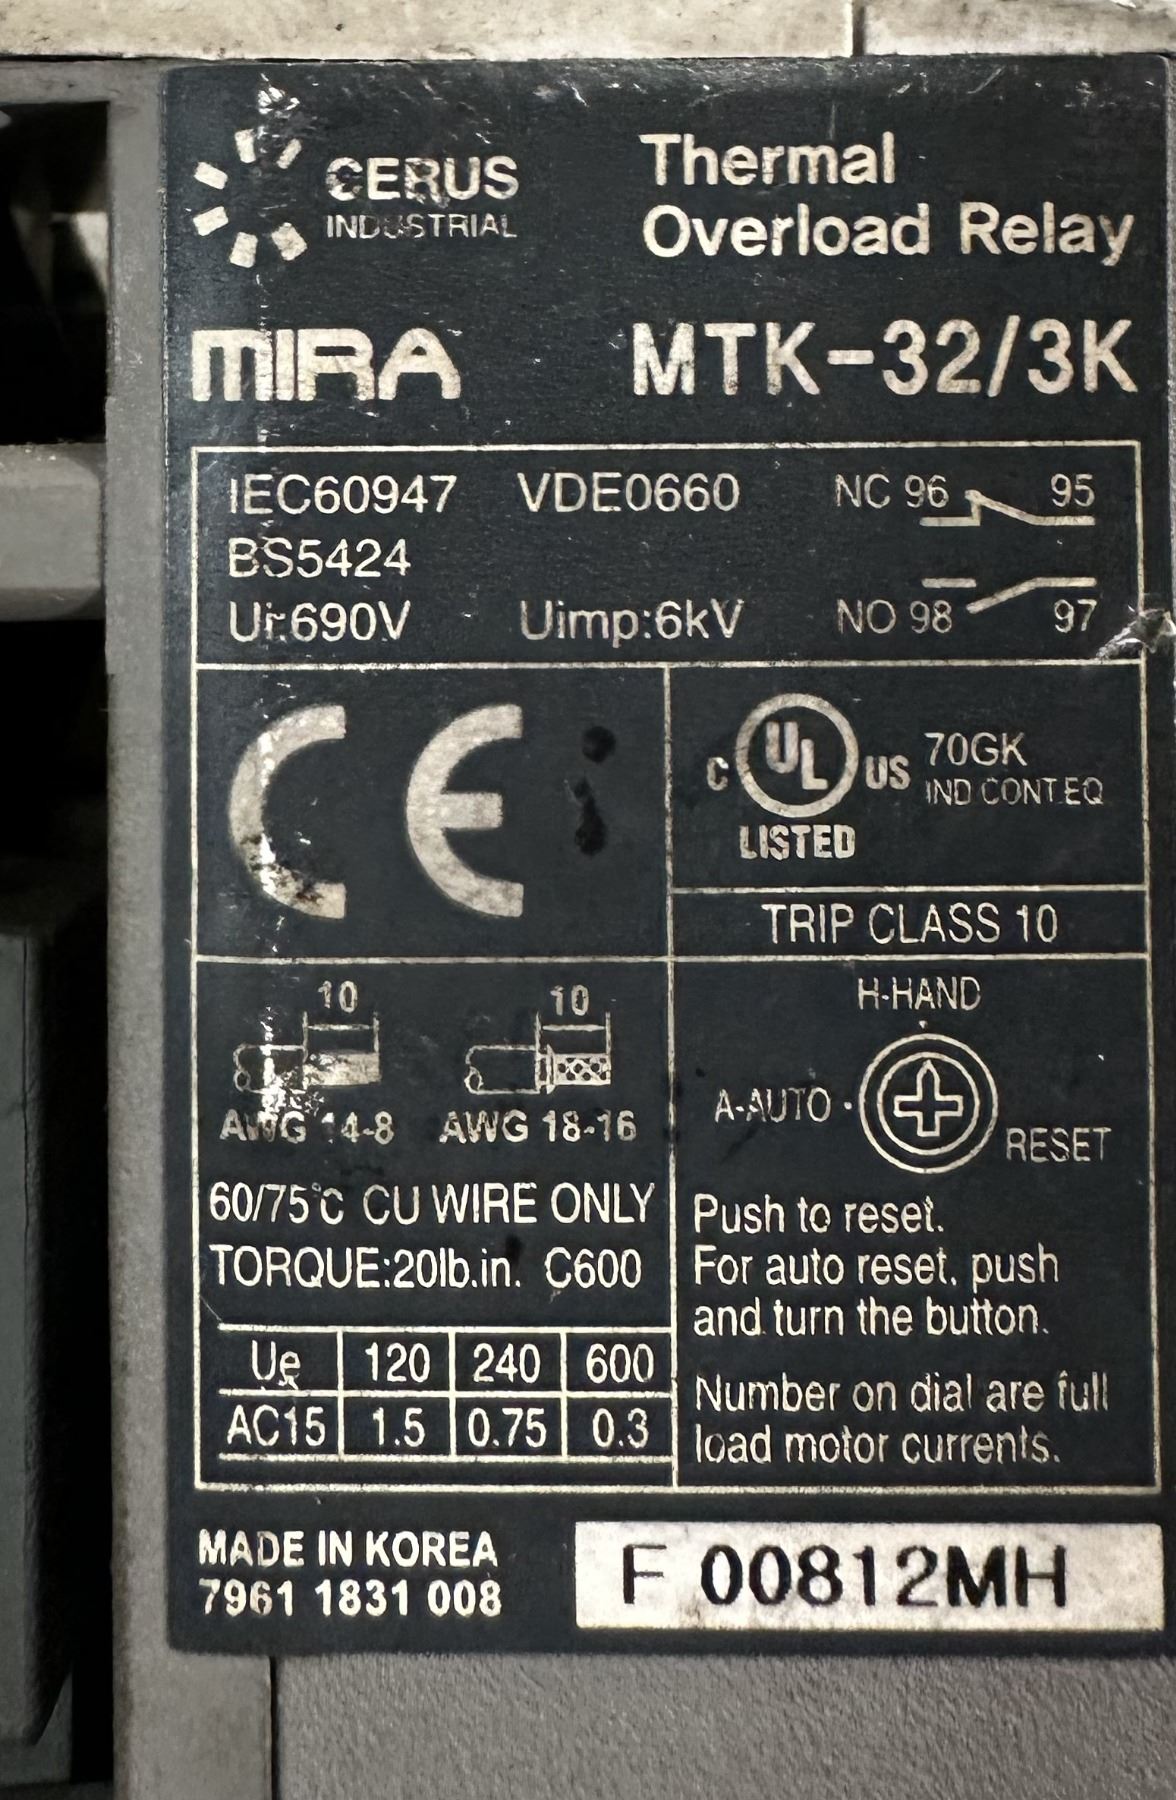 CERUS
INDUSTRIAL
Thermal
Overload Relay
MIRA
MTK-32/3K
IEC60947 VDE0660
BS5424
Ui:690V Uimp:6kV
NC 96 95
NO 98 97
CE
C UL US
LISTED
70GK
IND CONT.EQ
TRIP CLASS 10
10 10
AWG 14-8 AWG 18-16
60/75°C CU WIRE ONLY
TORQUE:20lb.in. C600
Ue 120 240 600
AC15 1.5 0.75 0.3
H-HAND
A-AUTO
RESET
Push to reset.
For auto reset, push
and turn the button.
Number on dial are full
load motor currents.
MADE IN KOREA
7961 1831 008
F 00812MH